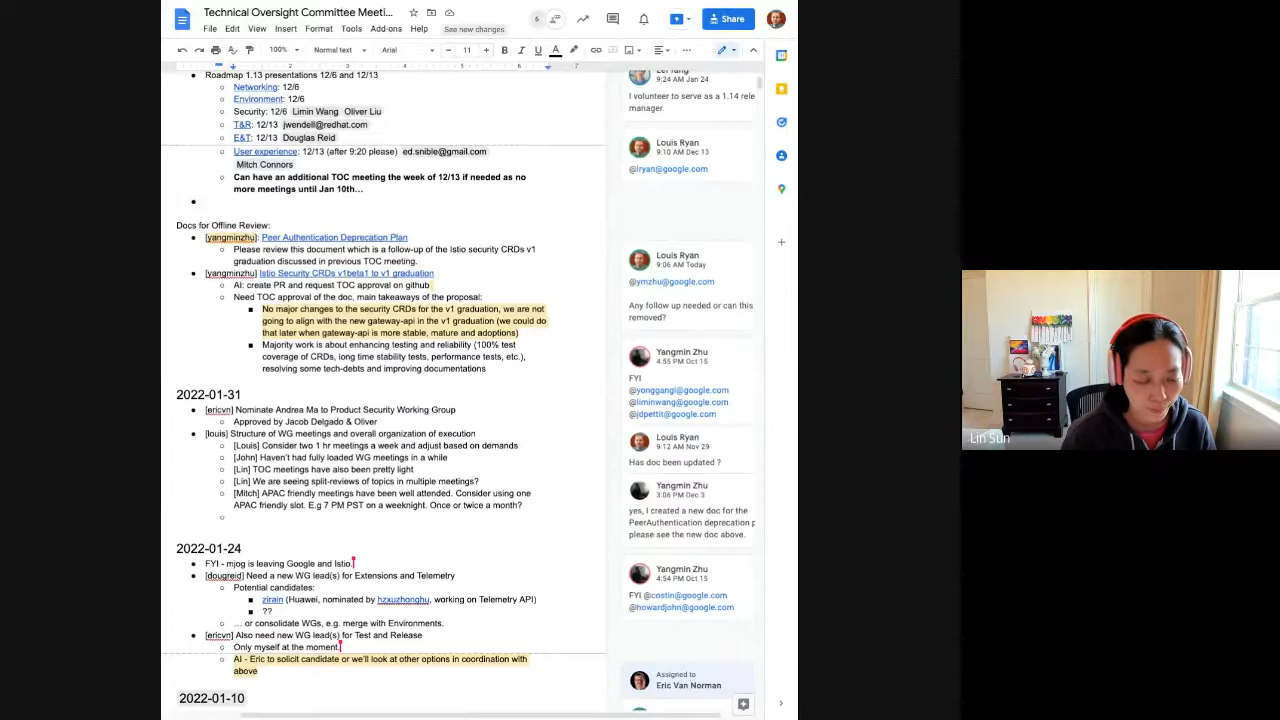 Technical Oversight Committee Meeti...
File Edit View Insert Format Tools Add-ons Help See new changes
6
Share
100% Normal text Arial 11
2 3 4 5 6 7
Roadmap 1.13 presentations 12/6 and 12/13
Networking: 12/6
Environment: 12/6
Security: 12/6 Limin Wang Oliver Liu
T&R: 12/13 jwendell@redhat.com
E&T: 12/13 Douglas Reid
User experience: 12/13 (after 9:20 please) ed.snible@gmail.com
Mitch Connors
Can have an additional TOC meeting the week of 12/13 if needed as no
more meetings until Jan 10th...
Docs for Offline Review:
[yangminzhu]: Peer Authentication Deprecation Plan
Please review this document which is a follow-up of the Istio security CRDs v1
graduation discussed in previous TOC meeting.
[yangminzhu] Istio Security CRDs v1beta1 to v1 graduation
AI: create PR and request TOC approval on github
Need TOC approval of the doc, main takeaways of the proposal:
No major changes to the security CRDs for the v1 graduation, we are not
going to align with the new gateway-api in the v1 graduation (we could do
that later when gateway-api is more stable, mature and adoptions)
Majority work is about enhancing testing and reliability (100% test
coverage of CRDs, long time stability tests, performance tests, etc.),
resolving some tech-debts and improving documentations
2022-01-31
[ericvn] Nominate Andrea Ma to Product Security Working Group
Approved by Jacob Delgado & Oliver
[louis] Structure of WG meetings and overall organization of execution
[Louis] Consider two 1 hr meetings a week and adjust based on demands
[John] Haven't had fully loaded WG meetings in a while
[Lin] TOC meetings have also been pretty light
[Lin] We are seeing split-reviews of topics in multiple meetings?
[Mitch] APAC friendly meetings have been well attended. Consider using one
APAC friendly slot. E.g 7 PM PST on a weeknight. Once or twice a month?
2022-01-24
FYI - mjog is leaving Google and Istio.
[dougreid] Need a new WG lead(s) for Extensions and Telemetry
Potential candidates:
zirain (Huawei, nominated by hzxuzhonghu, working on Telemetry API)
??
... or consolidate WGs, e.g. merge with Environments.
[ericvn] Also need new WG lead(s) for Test and Release
Only myself at the moment.
AI - Eric to solicit candidate or we'll look at other options in coordination with
above
2022-01-10
9:24 AM Jan 24
I volunteer to serve as a 1.14 rele
manager.
Louis Ryan
9:10 AM Dec 13
@lryan@google.com
Louis Ryan
9:06 AM Today
@ymzhu@google.com
Any follow up needed or can this
removed?
Yangmin Zhu
4:55 PM Oct 15
FYI
@yonggangl@google.com
@liminwang@google.com
@jdpettit@google.com
Louis Ryan
9:12 AM Nov 29
Has doc been updated ?
Yangmin Zhu
3:06 PM Dec 3
yes, I created a new doc for the
PeerAuthentication deprecation p
please see the new doc above.
Yangmin Zhu
4:54 PM Oct 15
FYI @costin@google.com
@howardjohn@google.com
Assigned to
Eric Van Norman
Lin Sun